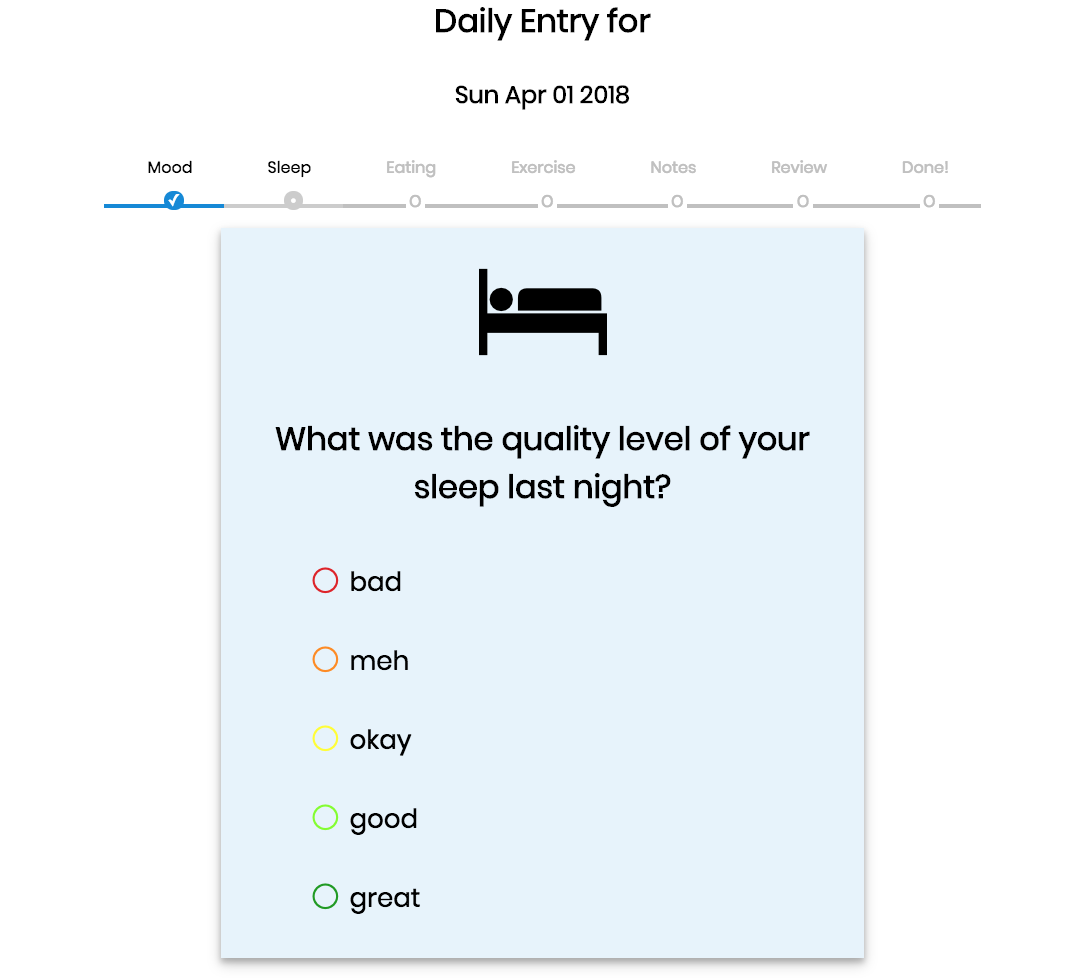 Daily Entry for
Sun Apr 01 2018
Mood Sleep Eating Exercise Notes Review Done!
What was the quality level of your
sleep last night?
bad
meh
okay
good
great